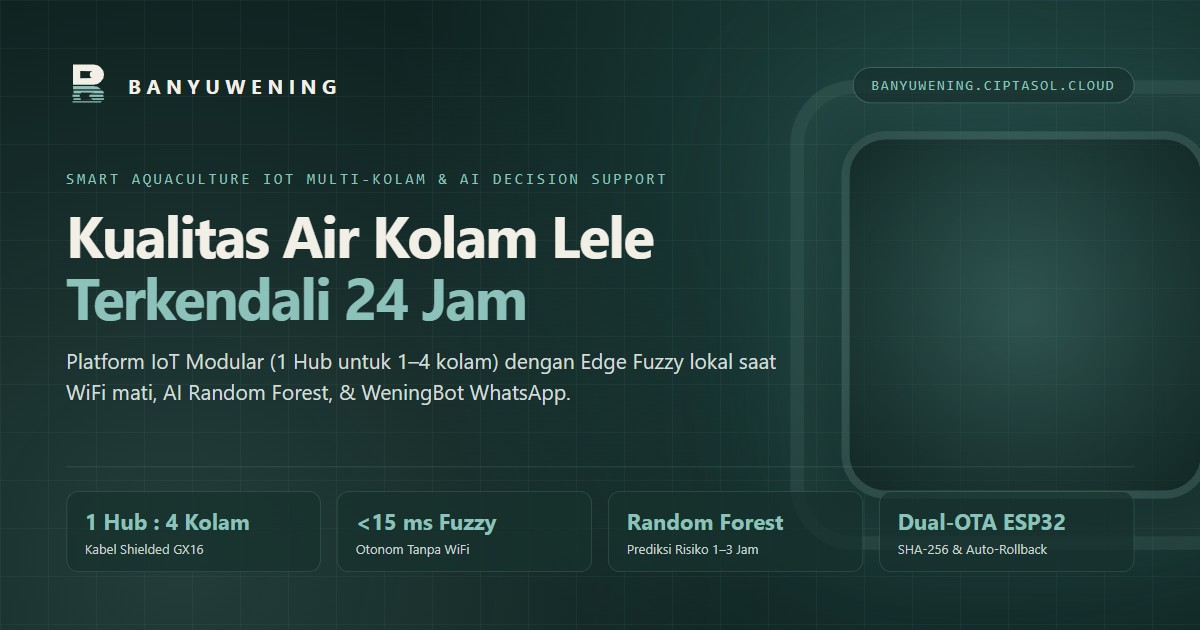 BANYUWENING
BANYUWENING.CIPTASOL.CLOUD
SMART AQUACULTURE IOT MULTI-KOLAM & AI DECISION SUPPORT
Kualitas Air Kolam Lele
Terkendali 24 Jam
Platform IoT Modular (1 Hub untuk 1–4 kolam) dengan Edge Fuzzy lokal saat
WiFi mati, AI Random Forest, & WeningBot WhatsApp.
1 Hub : 4 Kolam
Kabel Shielded GX16
<15 ms Fuzzy
Otonom Tanpa WiFi
Random Forest
Prediksi Risiko 1–3 Jam
Dual-OTA ESP32
SHA-256 & Auto-Rollback